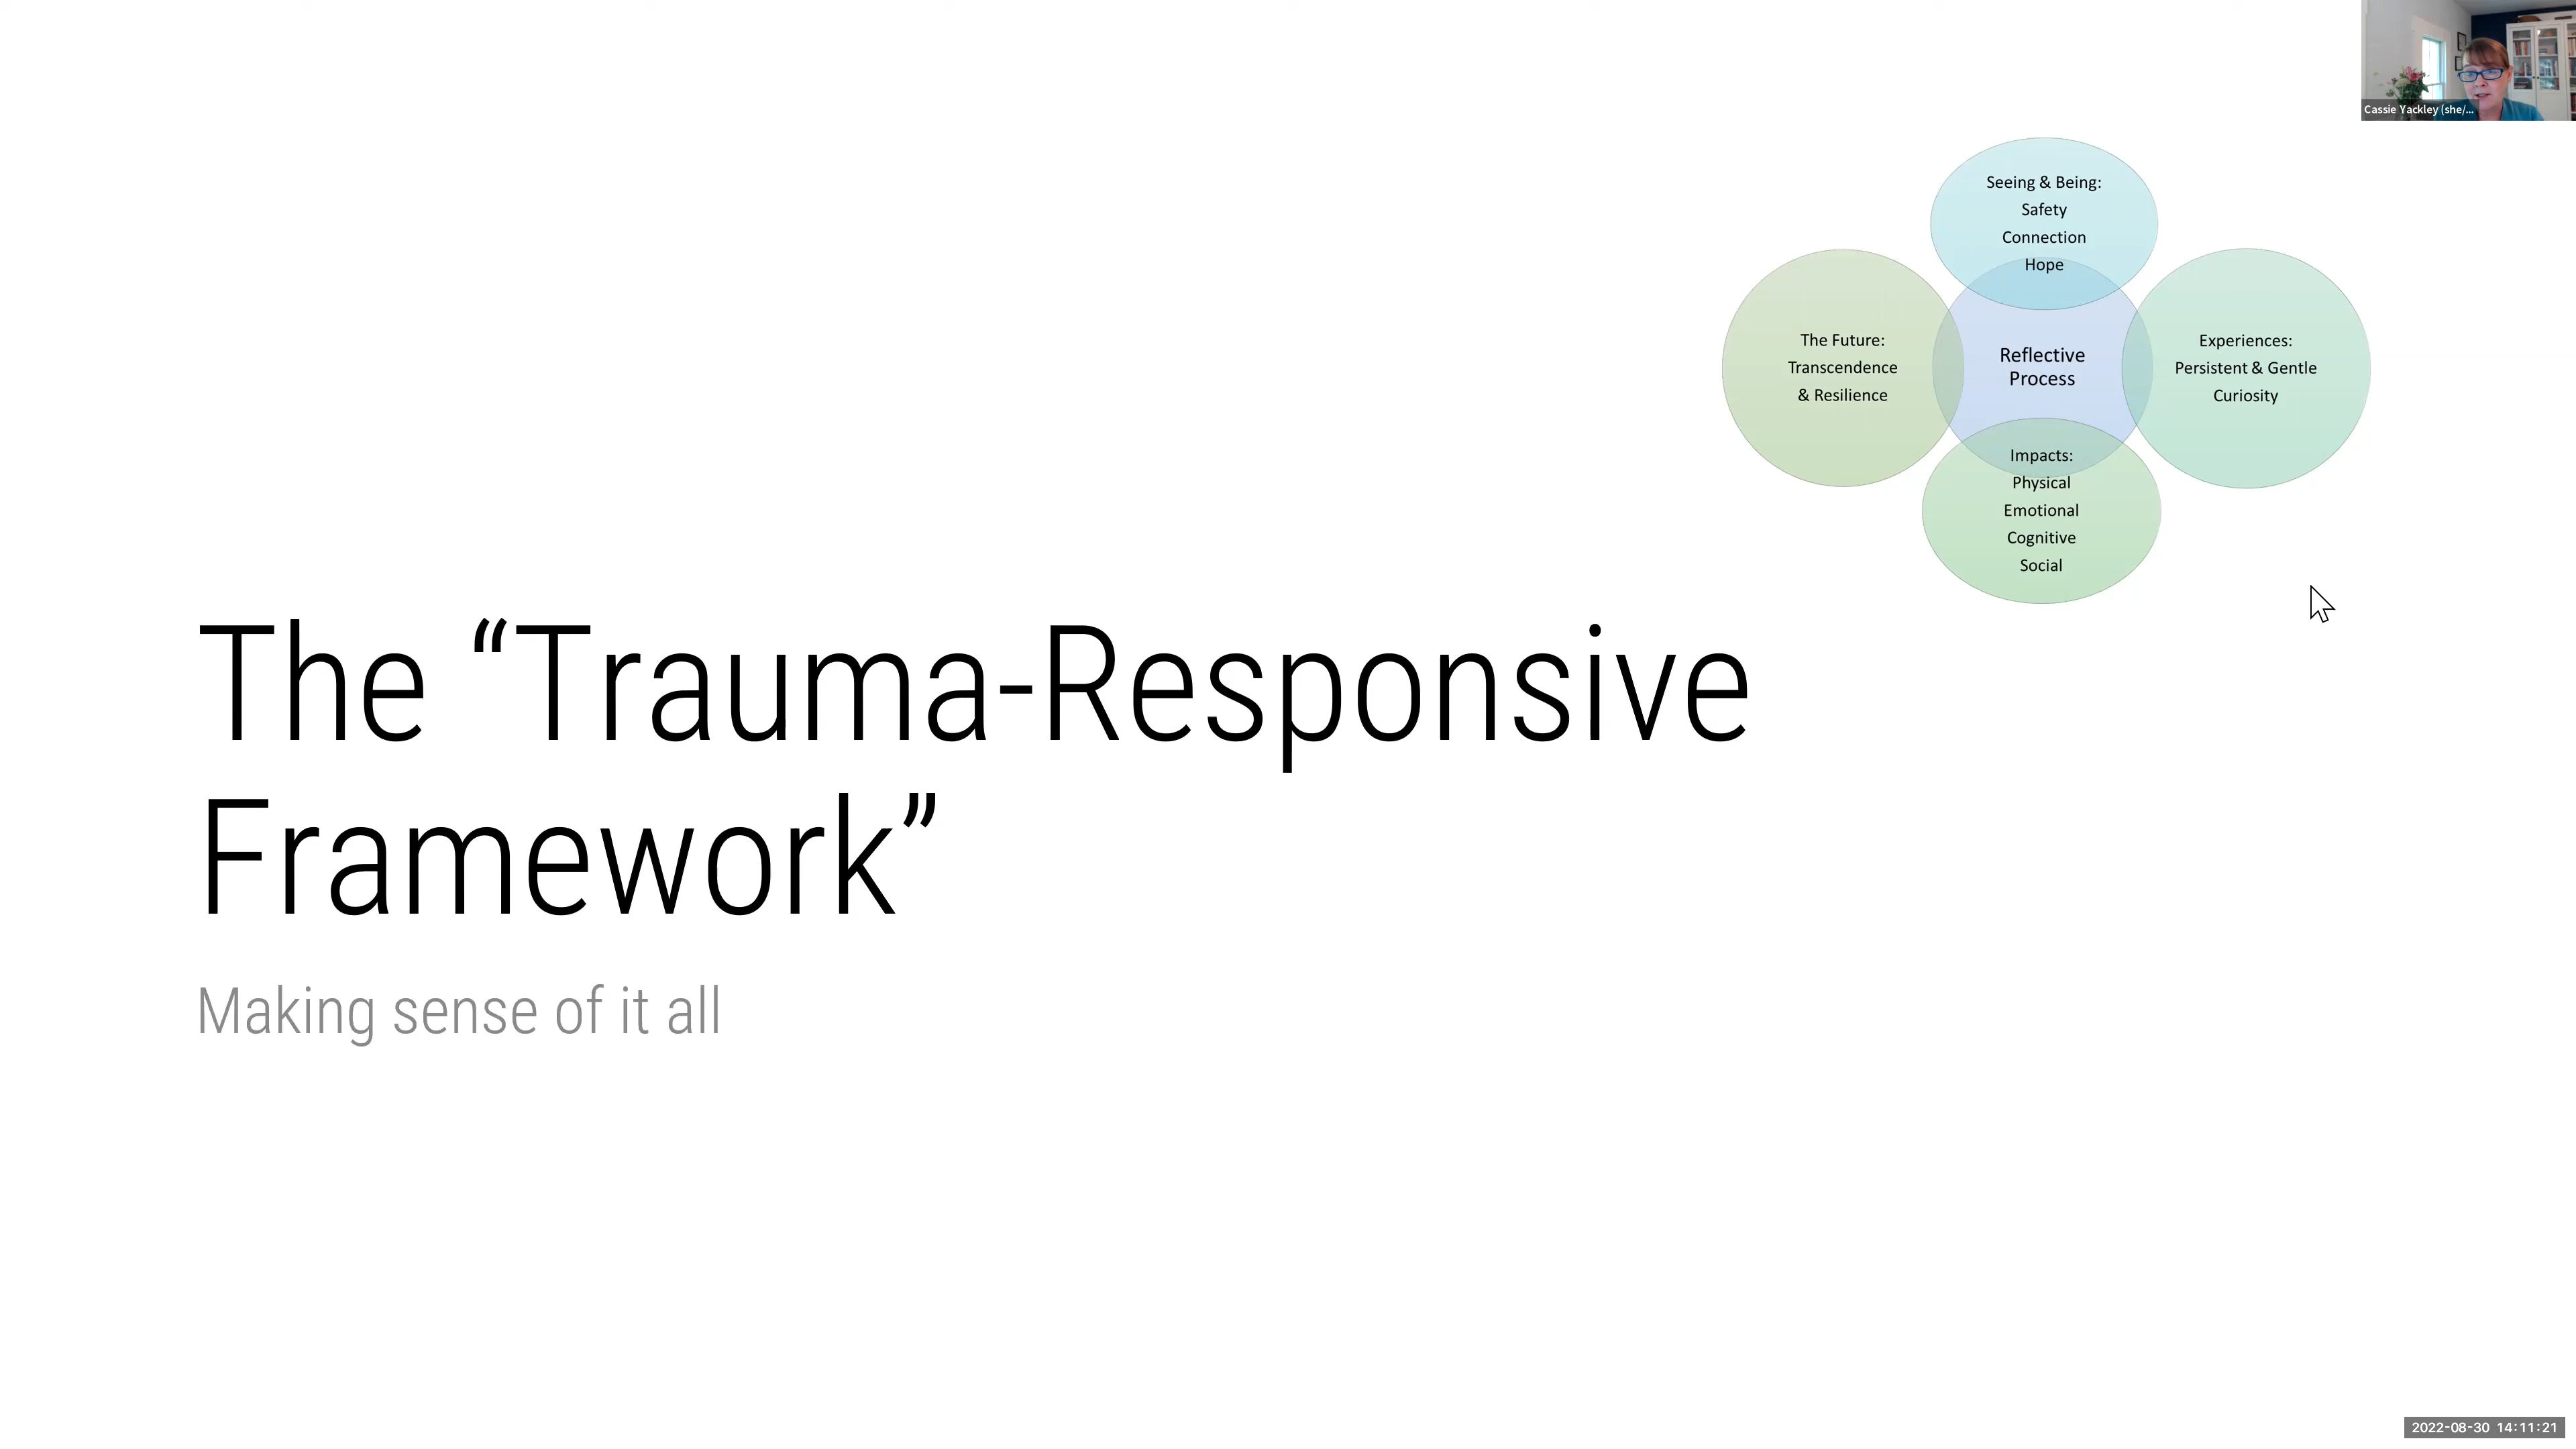 Cassie Yackley (she/...
Seeing & Being:
Safety
Connection
Hope
The Future:
Transcendence
& Resilience
Reflective
Process
Experiences:
Persistent & Gentle
Curiosity
Impacts:
Physical
Emotional
Cognitive
Social
The “Trauma-Responsive
Framework”
Making sense of it all
2022-08-30 14:11:21